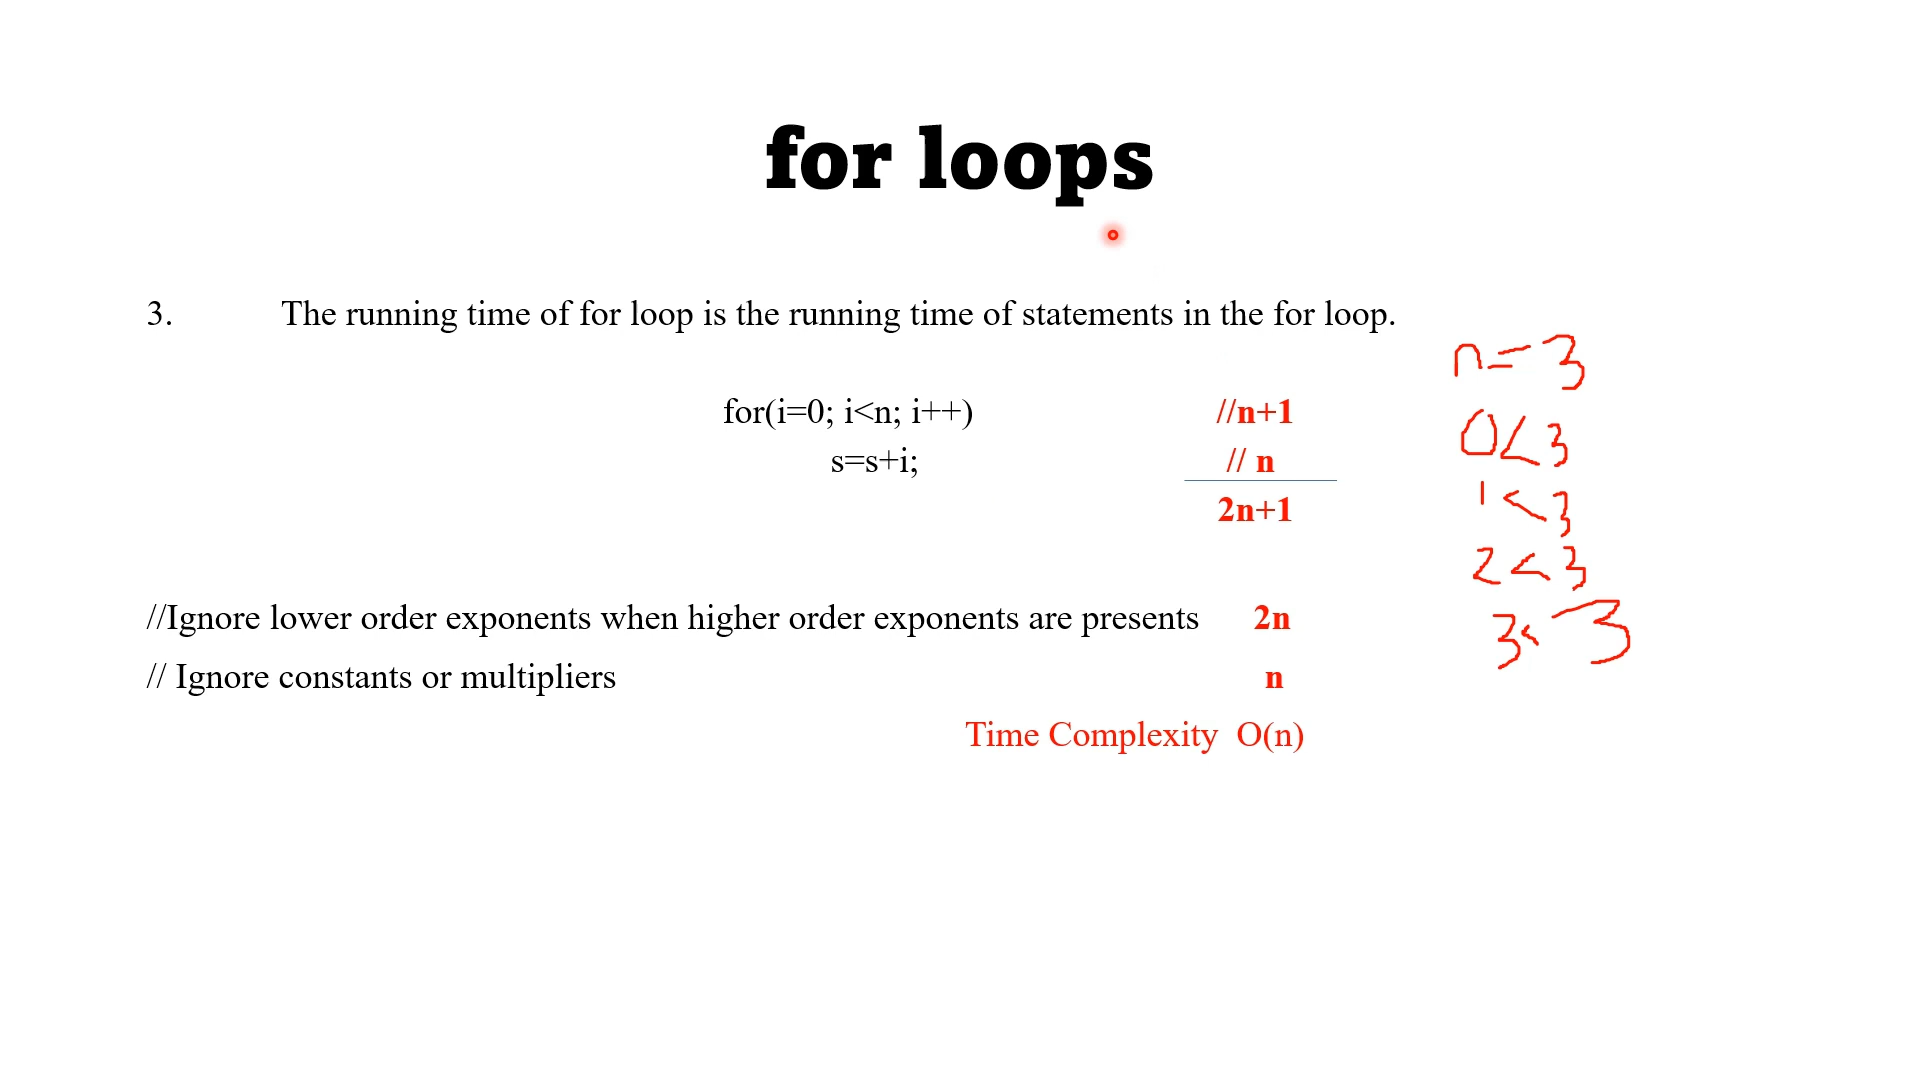 for loops
3. The running time of for loop is the running time of statements in the for loop.
n=3
for(i=0; i<n; i++) //n+1
0<3
s=s+i; // n
1<3
2n+1
2<3
//Ignore lower order exponents when higher order exponents are presents 2n
3<3
// Ignore constants or multipliers n
Time Complexity O(n)